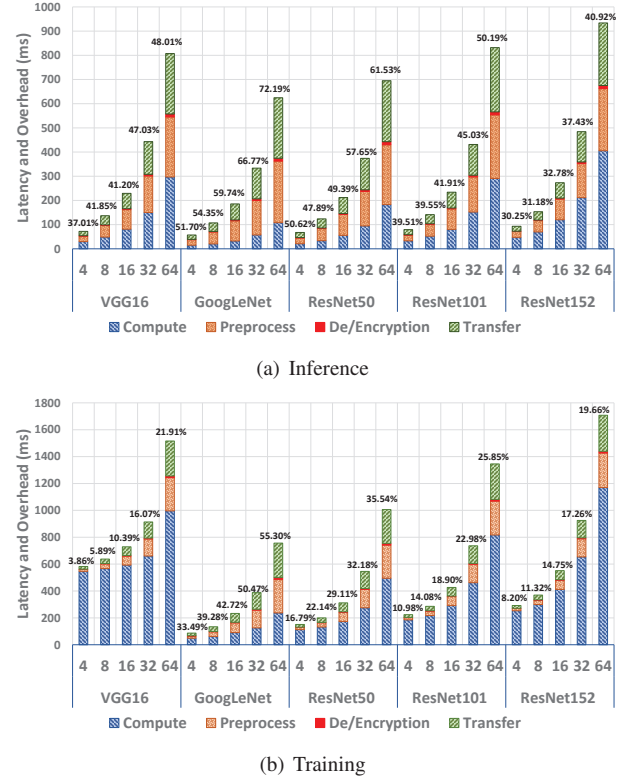 1000
900
800
700
600
500
400
300
200
100
0
Latency and Overhead (ms)
37.01% 41.85% 41.20% 47.03% 48.01%
51.70% 54.35% 59.74% 66.77% 72.19%
50.62% 47.89% 49.39% 57.65% 61.53%
39.51% 39.55% 41.91% 45.03% 50.19%
30.25% 31.18% 32.78% 37.43% 40.92%
4 8 16 32 64 4 8 16 32 64 4 8 16 32 64 4 8 16 32 64 4 8 16 32 64
VGG16 GoogLeNet ResNet50 ResNet101 ResNet152
Compute Preprocess De/Encryption Transfer
(a) Inference
1800
1600
1400
1200
1000
800
600
400
200
0
Latency and Overhead (ms)
3.86% 5.89% 10.39% 16.07% 21.91%
33.49% 39.28% 42.72% 50.47% 55.30%
16.79% 22.14% 29.11% 32.18% 35.54%
10.98% 14.08% 18.90% 22.98% 25.85%
8.20% 11.32% 14.75% 17.26% 19.66%
4 8 16 32 64 4 8 16 32 64 4 8 16 32 64 4 8 16 32 64 4 8 16 32 64
VGG16 GoogLeNet ResNet50 ResNet101 ResNet152
Compute Preprocess De/Encryption Transfer
(b) Training